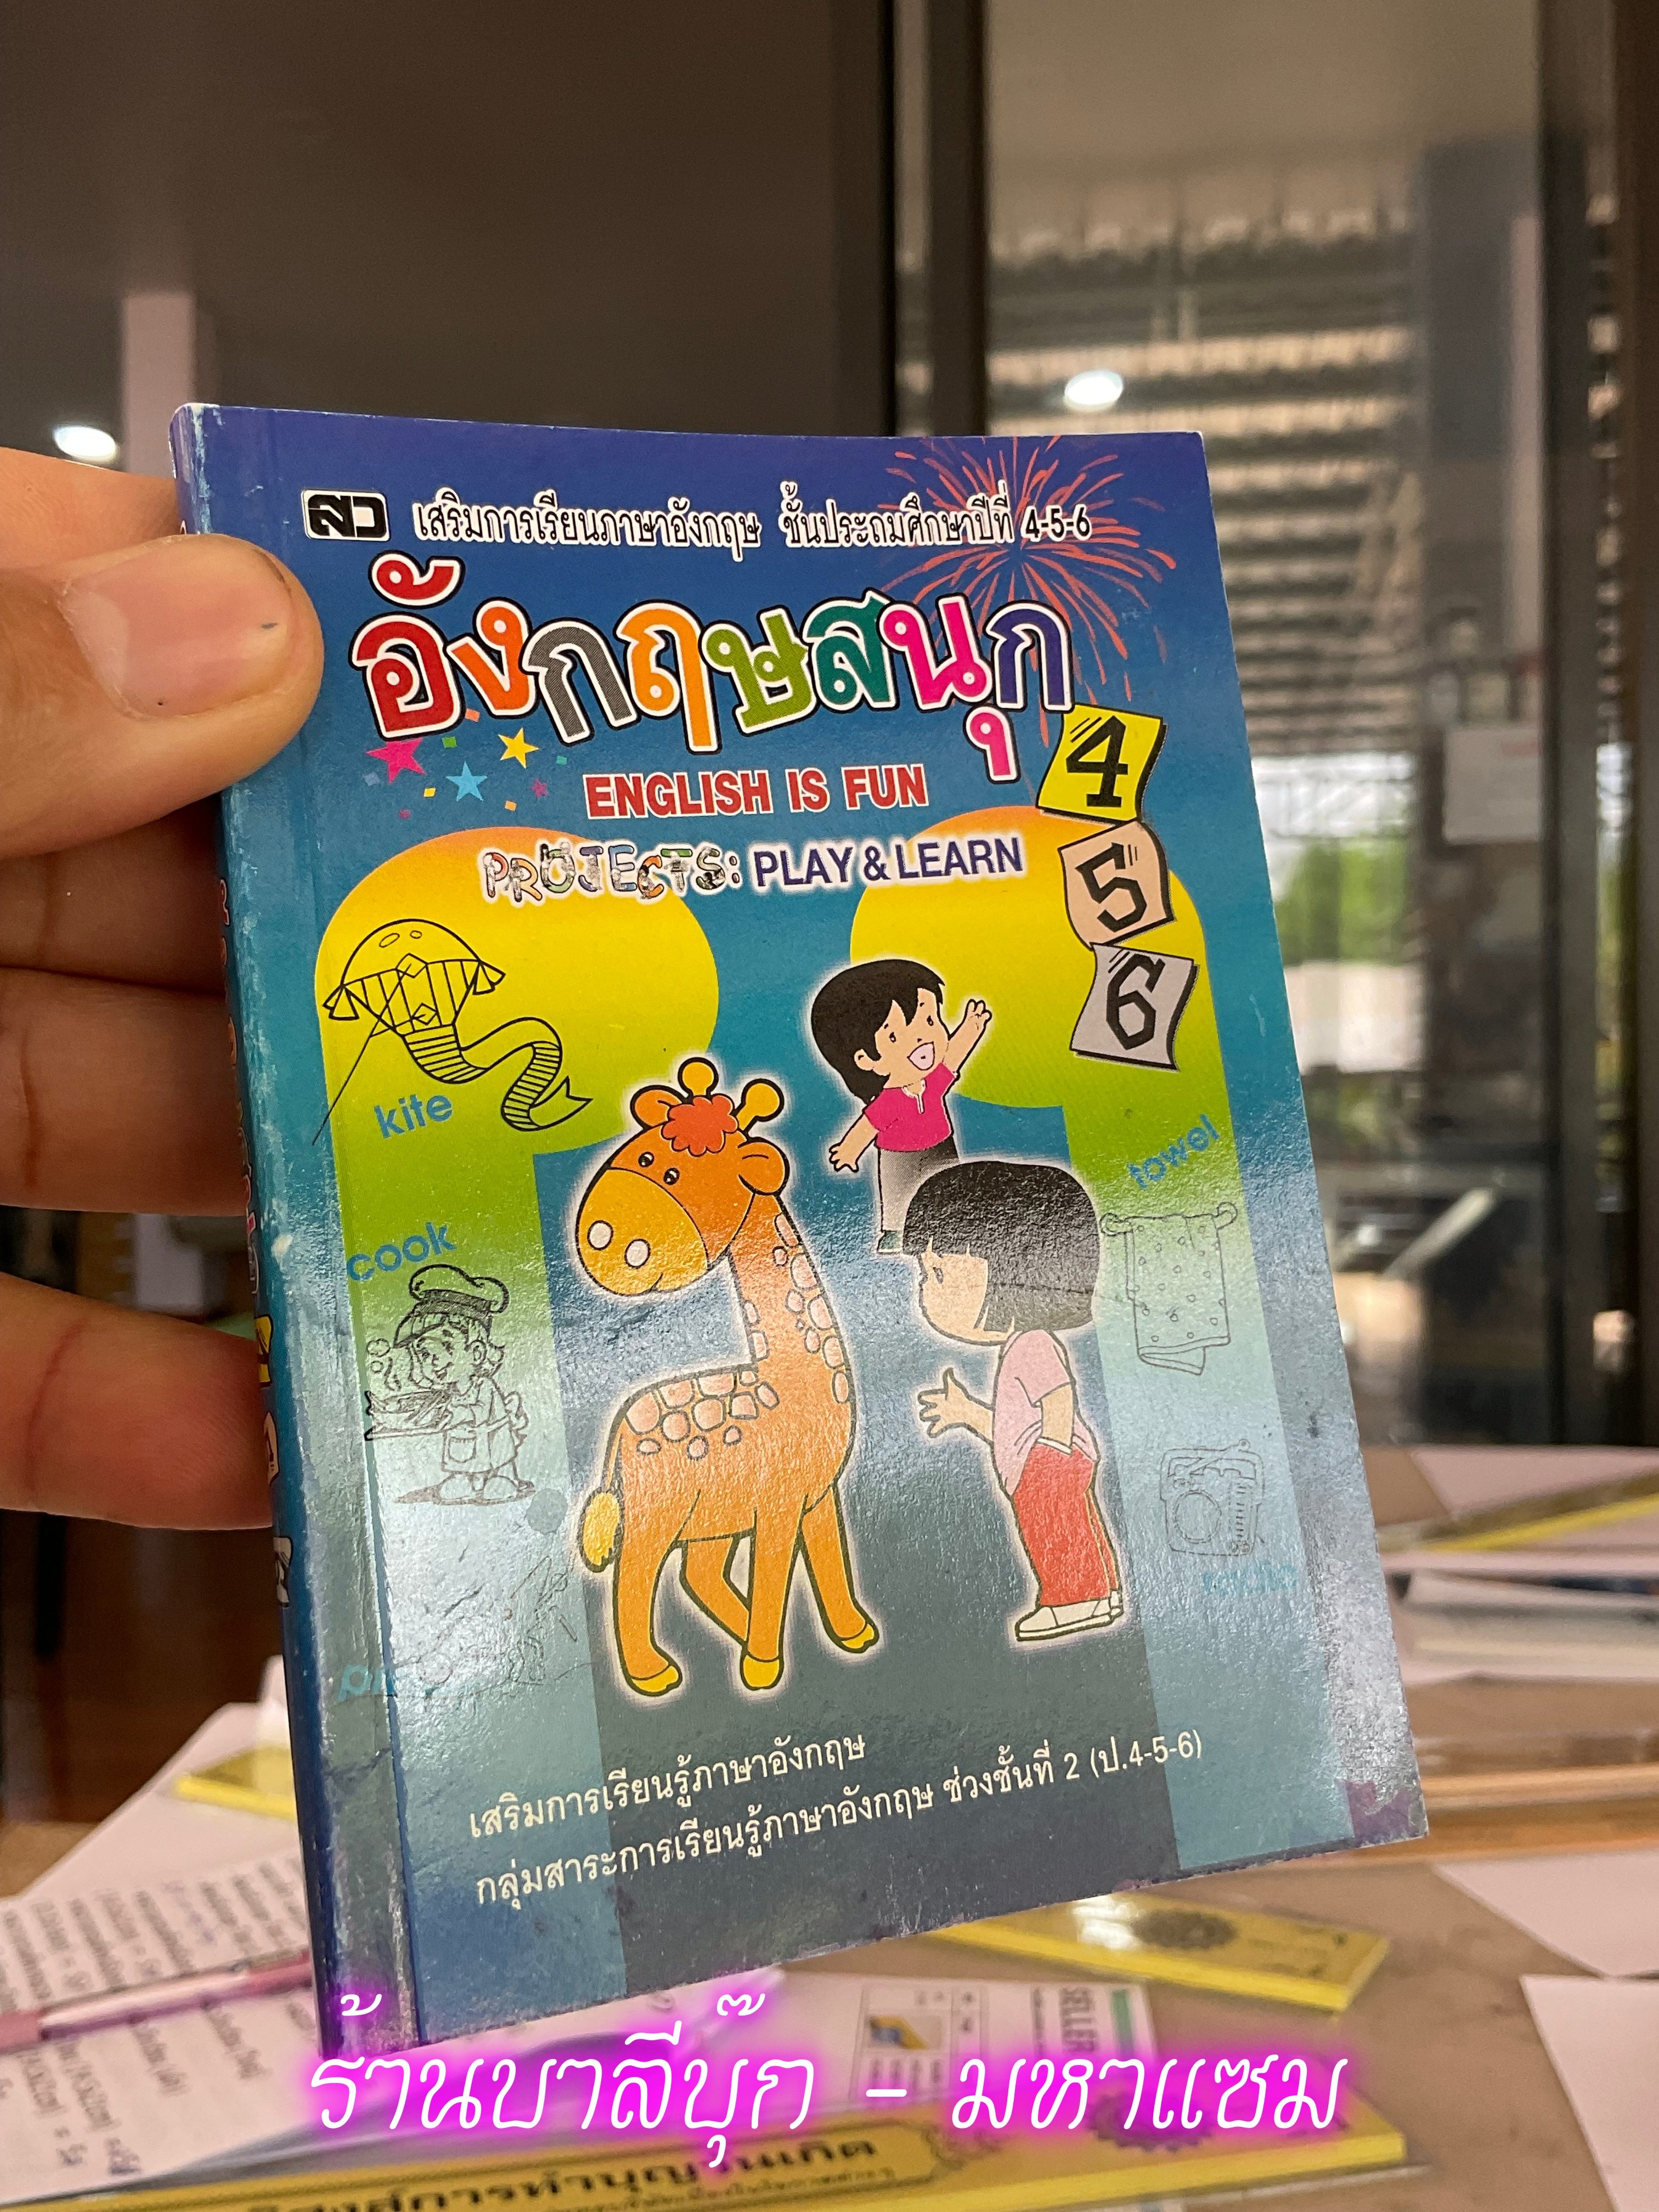 สว เสริมการเรียนภาษาอังกฤษ ชั้นประถมศึกษาปีที่ 4-5-6
อังกฤษสนุก
ENGLISH IS FUN
PROJECTS: PLAY & LEARN
4
5
6
kite
towel
cook
radio
เสริมการเรียนรู้ภาษาอังกฤษ
กลุ่มสาระการเรียนรู้ภาษาอังกฤษ ช่วงชั้นที่ 2 (ป.4-5-6)
SELLER
ร้านบาลีบุ๊ก - มหาแซม